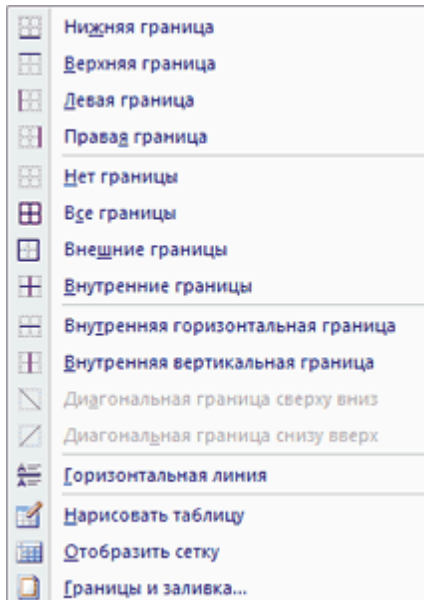 Нижняя граница
Верхняя граница
Левая граница
Правая граница
Нет границы
Все границы
Внешние границы
Внутренние границы
Внутренняя горизонтальная граница
Внутренняя вертикальная граница
Диагональная граница сверху вниз
Диагональная граница снизу вверх
Горизонтальная линия
Нарисовать таблицу
Отобразить сетку
Границы и заливка...